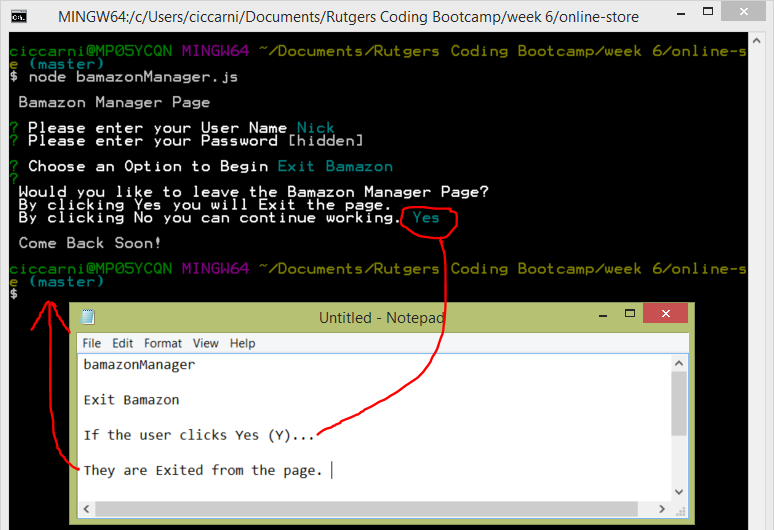 MINGW64:/c/Users/ciccarni/Documents/Rutgers Coding Bootcamp/week 6/online-store
ciccarni@MP05YCQN MINGW64 ~/Documents/Rutgers Coding Bootcamp/week 6/online-s
e (master)
$ node bamazonManager.js
Bamazon Manager Page
? Please enter your User Name Nick
? Please enter your Password [hidden]
? Choose an Option to Begin Exit Bamazon
?
Would you like to leave the Bamazon Manager Page?
By clicking Yes you will Exit the page.
By clicking No you can continue working. Yes
Come Back Soon!
ciccarni@MP05YCQN MINGW64 ~/Documents/Rutgers Coding Bootcamp/week 6/online-s
e (master)
$
Untitled - Notepad
File Edit Format View Help
bamazonManager
Exit Bamazon
If the user clicks Yes (Y)...
They are Exited from the page.